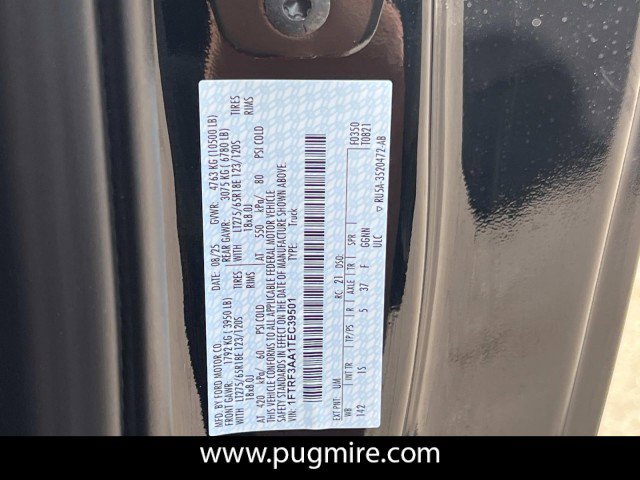 MFD. BY FORD MOTOR CO.
DATE: 08/25 GVWR: 4763 KG (10500 LB)
FRONT GAWR: 1792 KG (3950 LB) REAR GAWR: 3075 KG (6780 LB)
WITH LT275/65R18E 123/120S TIRES WITH LT275/65R18E 123/120S TIRES
18x8.0J RIMS 18x8.0J RIMS
AT 420 kPa/ 60 PSI COLD AT 550 kPa/ 80 PSI COLD
THIS VEHICLE CONFORMS TO ALL APPLICABLE FEDERAL MOTOR VEHICLE
SAFETY STANDARDS IN EFFECT ON THE DATE OF MANUFACTURE SHOWN ABOVE.
VIN: 1FTRF3AA1TEC39501 TYPE: Truck
F0350
T0821
EXT PNT: UM RC: 21 DSO:
WB INT TR TP/PS R AXLE TR SPR
142 1S 5 37 F GGNN
ULC
▽ RU5A-3520472-AB
www.pugmire.com